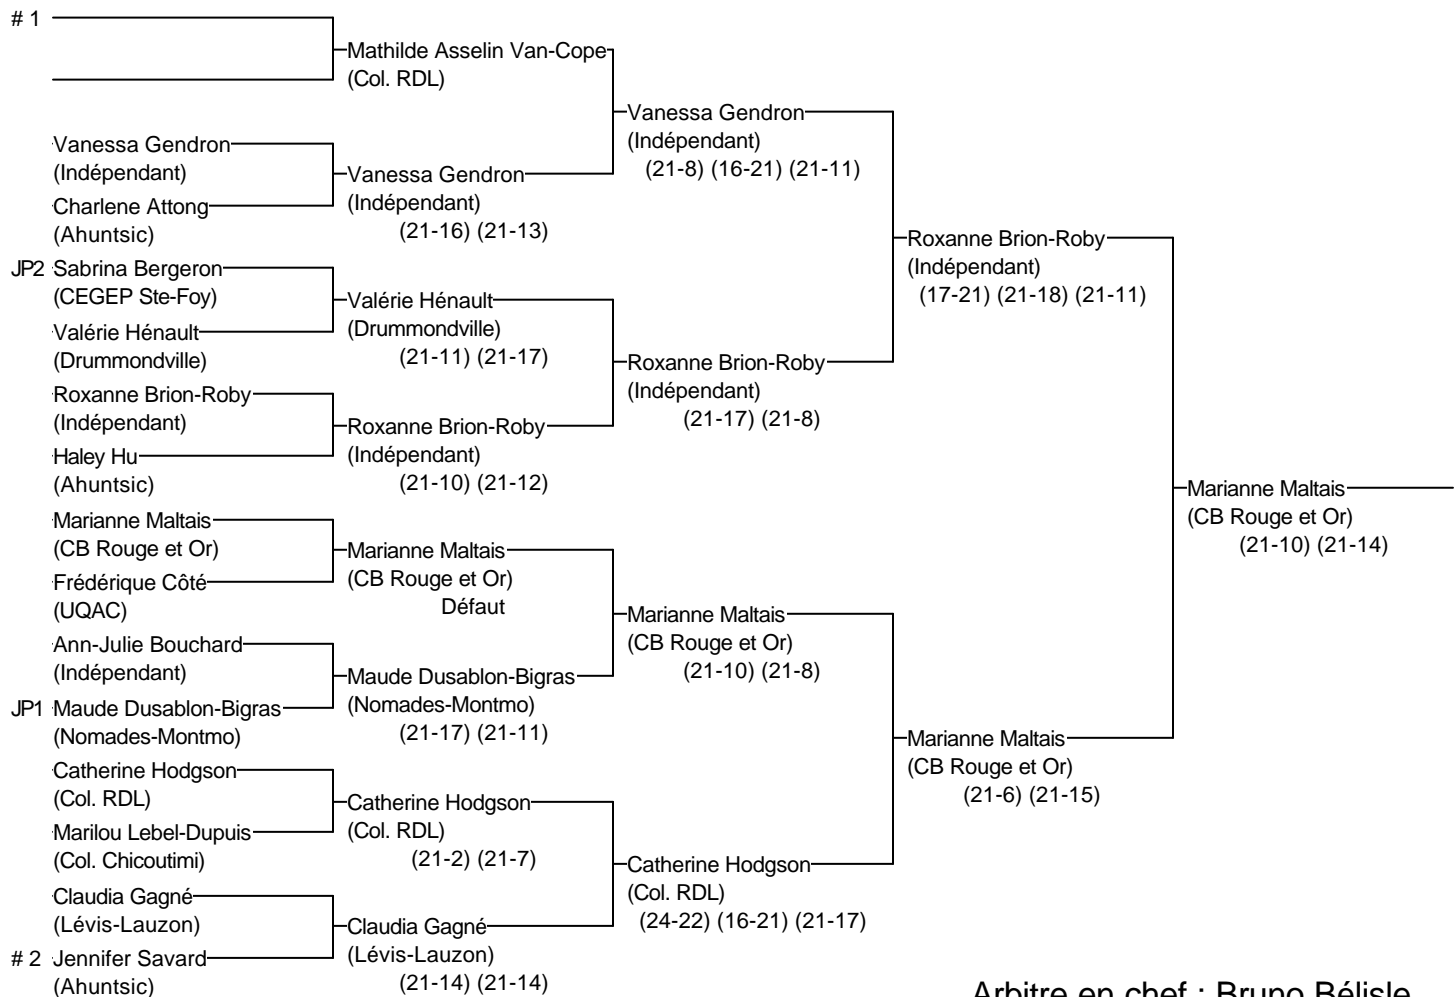 # 1
Mathilde Asselin Van-Cope
(Col. RDL)
Vanessa Gendron
(Indépendant)
(21-8) (16-21) (21-11)
Vanessa Gendron
(Indépendant)
Vanessa Gendron
(Indépendant)
(21-16) (21-13)
Charlene Attong
(Ahuntsic)
Roxanne Brion-Roby
(Indépendant)
(17-21) (21-18) (21-11)
JP2 Sabrina Bergeron
(CEGEP Ste-Foy)
Valérie Hénault
(Drummondville)
(21-11) (21-17)
Valérie Hénault
(Drummondville)
Roxanne Brion-Roby
(Indépendant)
(21-17) (21-8)
Roxanne Brion-Roby
(Indépendant)
Roxanne Brion-Roby
(Indépendant)
(21-10) (21-12)
Haley Hu
(Ahuntsic)
Marianne Maltais
(CB Rouge et Or)
(21-10) (21-14)
Marianne Maltais
(CB Rouge et Or)
Marianne Maltais
(CB Rouge et Or)
Défaut
Frédérique Côté
(UQAC)
Marianne Maltais
(CB Rouge et Or)
(21-10) (21-8)
Ann-Julie Bouchard
(Indépendant)
Maude Dusablon-Bigras
(Nomades-Montmo)
(21-17) (21-11)
JP1 Maude Dusablon-Bigras
(Nomades-Montmo)
Marianne Maltais
(CB Rouge et Or)
(21-6) (21-15)
Catherine Hodgson
(Col. RDL)
Catherine Hodgson
(Col. RDL)
(21-2) (21-7)
Marilou Lebel-Dupuis
(Col. Chicoutimi)
Catherine Hodgson
(Col. RDL)
(24-22) (16-21) (21-17)
Claudia Gagné
(Lévis-Lauzon)
Claudia Gagné
(Lévis-Lauzon)
(21-14) (21-14)
# 2 Jennifer Savard
(Ahuntsic)
Arbitre en chef : Bruno Bélisle